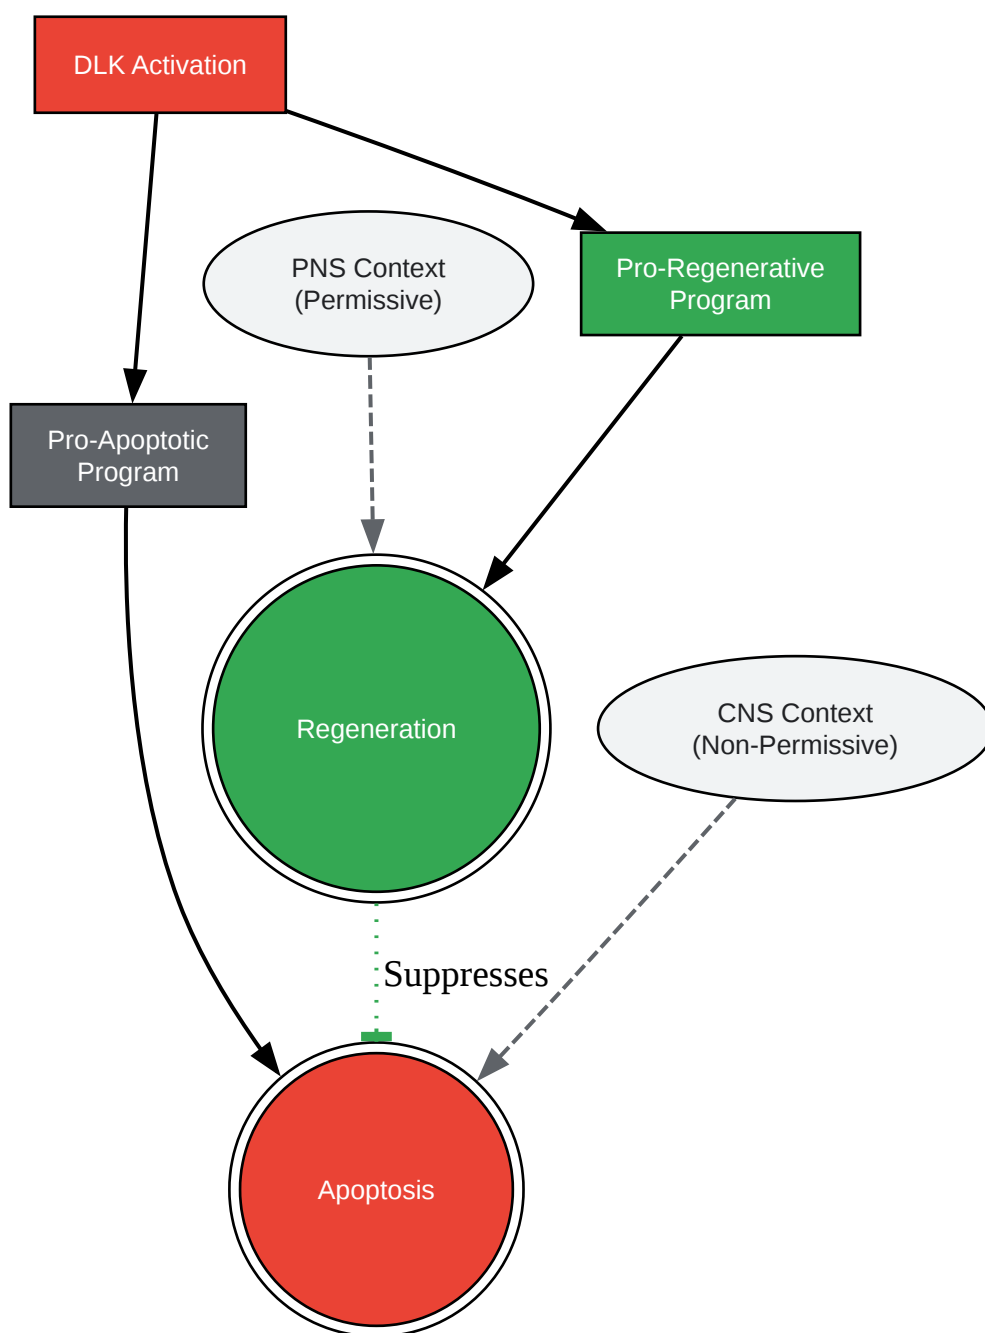 DLK Activation
PNS Context
(Permissive)
Pro-Regenerative
Program
Pro-Apoptotic
Program
Regeneration
CNS Context
(Non-Permissive)
Suppresses
Apoptosis